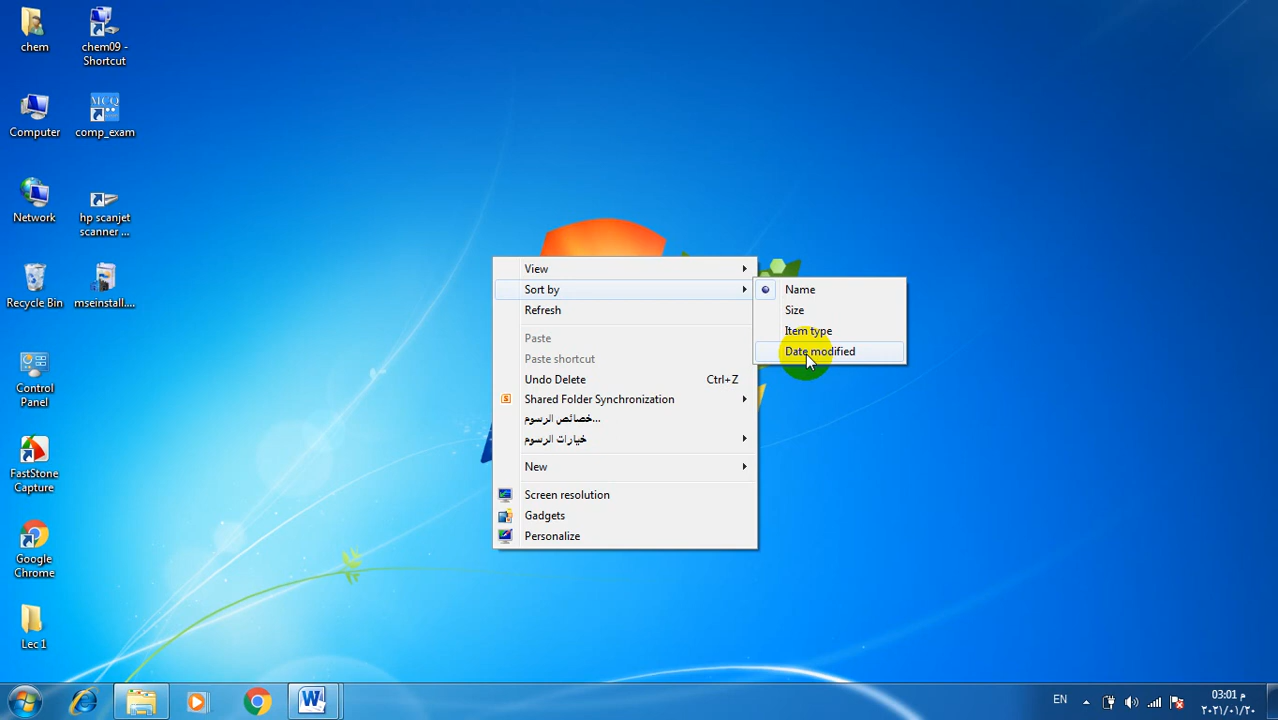 chem
chem09 -
Shortcut
Computer
MCQ
comp_exam
Network
hp scanjet
scanner ...
Recycle Bin
mseinstall....
Control
Panel
FastStone
Capture
Google
Chrome
Lec 1
View
Sort by
Refresh
Paste
Paste shortcut
Undo Delete Ctrl+Z
Shared Folder Synchronization
خصائص الرسوم...
خيارات الرسوم
New
Screen resolution
Gadgets
Personalize
Name
Size
Item type
Date modified
EN
03:01 م
٢٠٢١/٠١/٢٠